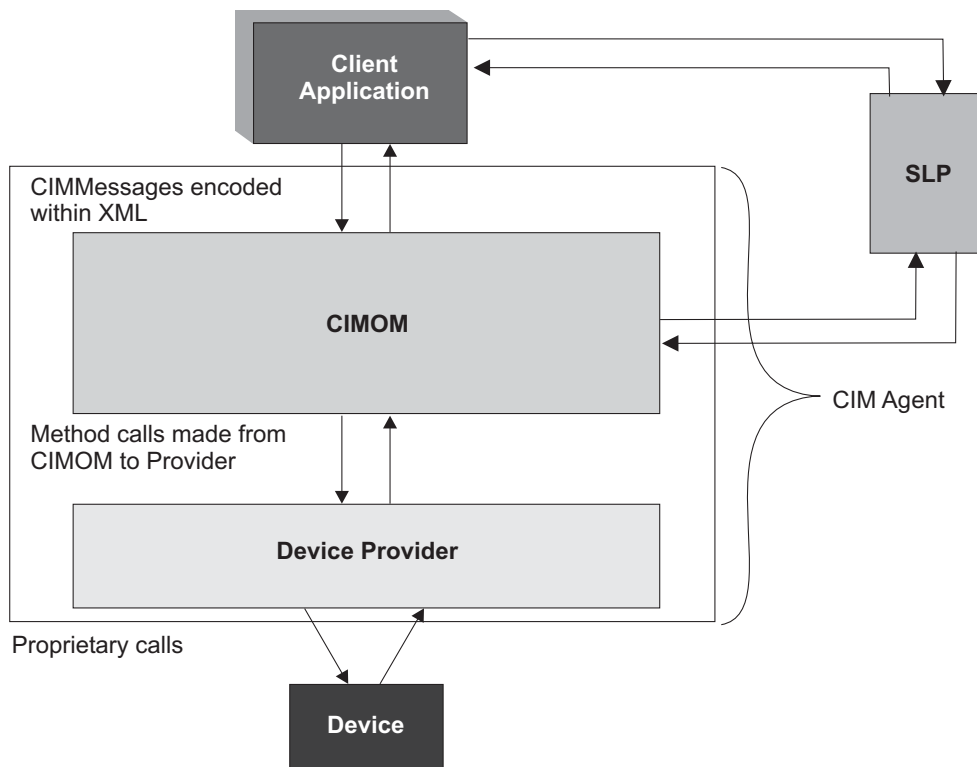 Client
Application
SLP
CIMMessages encoded
within XML
CIMOM
CIM Agent
Method calls made from
CIMOM to Provider
Device Provider
Proprietary calls
Device